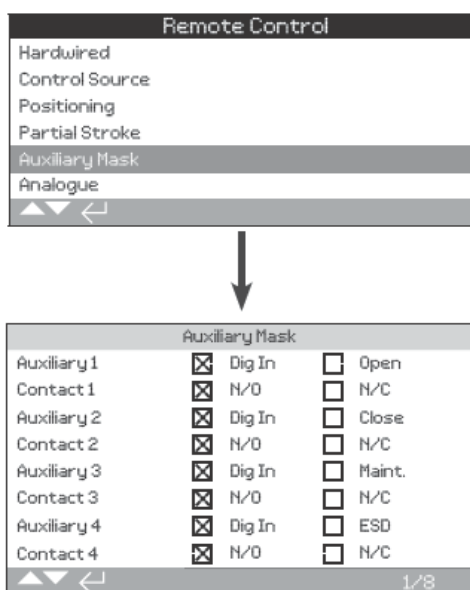 Remote Control
Hardwired
Control Source
Positioning
Partial Stroke
Auxiliary Mask
Analogue
Auxiliary Mask
Auxiliary 1 Dig In Open
Contact 1 N/O N/C
Auxiliary 2 Dig In Close
Contact 2 N/O N/C
Auxiliary 3 Dig In Maint.
Contact 3 N/O N/C
Auxiliary 4 Dig In ESD
Contact 4 N/O N/C
1/8